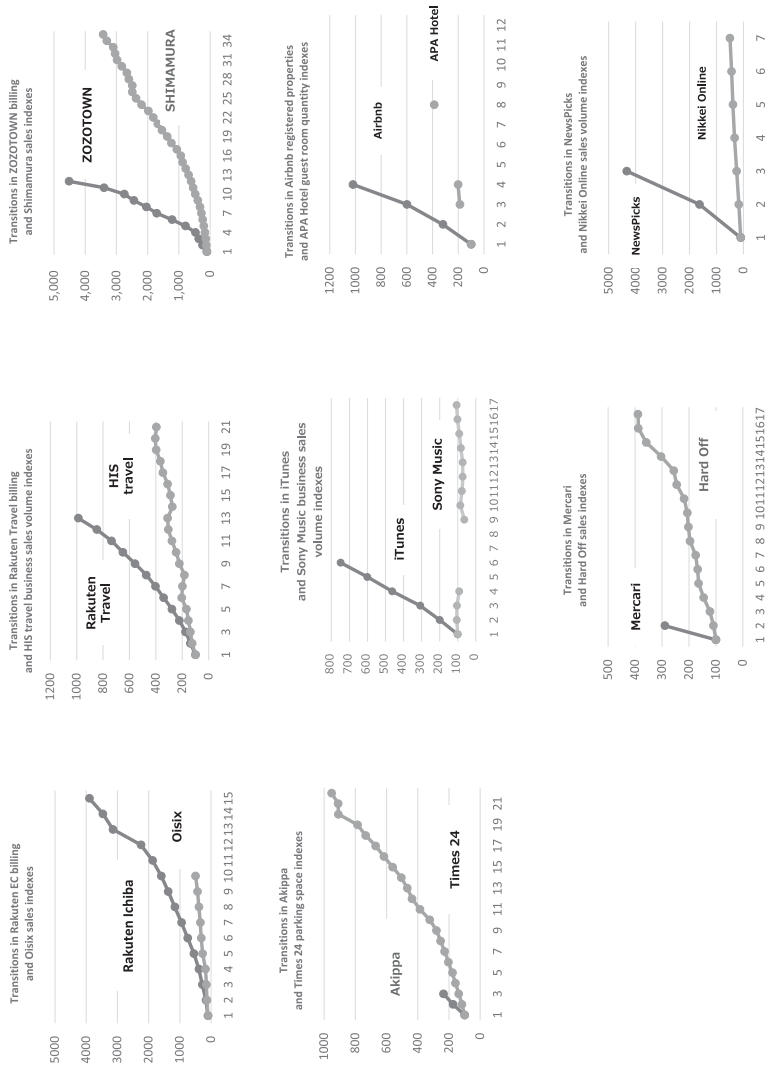 Transitions in Rakuten EC billing
and Oisix sales indexes
5000
4000
3000
2000
1000
0
Rakuten Ichiba
Oisix
1 2 3 4 5 6 7 8 9 10 11 12 13 14 15
Transitions in Rakuten Travel billing
and HIS travel business sales volume indexes
1200
1000
800
600
400
200
0
Rakuten
Travel
HIS
travel
1 3 5 7 9 11 13 15 17 19 21
Transitions in ZOZOTOWN billing
and Shimamura sales indexes
5,000
4,000
3,000
2,000
1,000
0
ZOZOTOWN
SHIMAMURA
1 4 7 10 13 16 19 22 25 28 31 34
Transitions in Akippa
and Times 24 parking space indexes
1000
800
600
400
200
0
Akippa
Times 24
1 3 5 7 9 11 13 15 17 19 21
Transitions in iTunes
and Sony Music business sales
volume indexes
800
700
600
500
400
300
200
100
0
iTunes
Sony Music
1 2 3 4 5 6 7 8 9 1011121314151617
Transitions in Airbnb registered properties
and APA Hotel guest room quantity indexes
1200
1000
800
600
400
200
0
Airbnb
APA Hotel
1 2 3 4 5 6 7 8 9 10 11 12
Transitions in Mercari
and Hard Off sales indexes
500
400
300
200
100
0
Mercari
Hard Off
1 2 3 4 5 6 7 8 9 1011121314151617
Transitions in NewsPicks
and Nikkei Online sales volume indexes
5000
4000
3000
2000
1000
0
NewsPicks
Nikkei Online
1 2 3 4 5 6 7